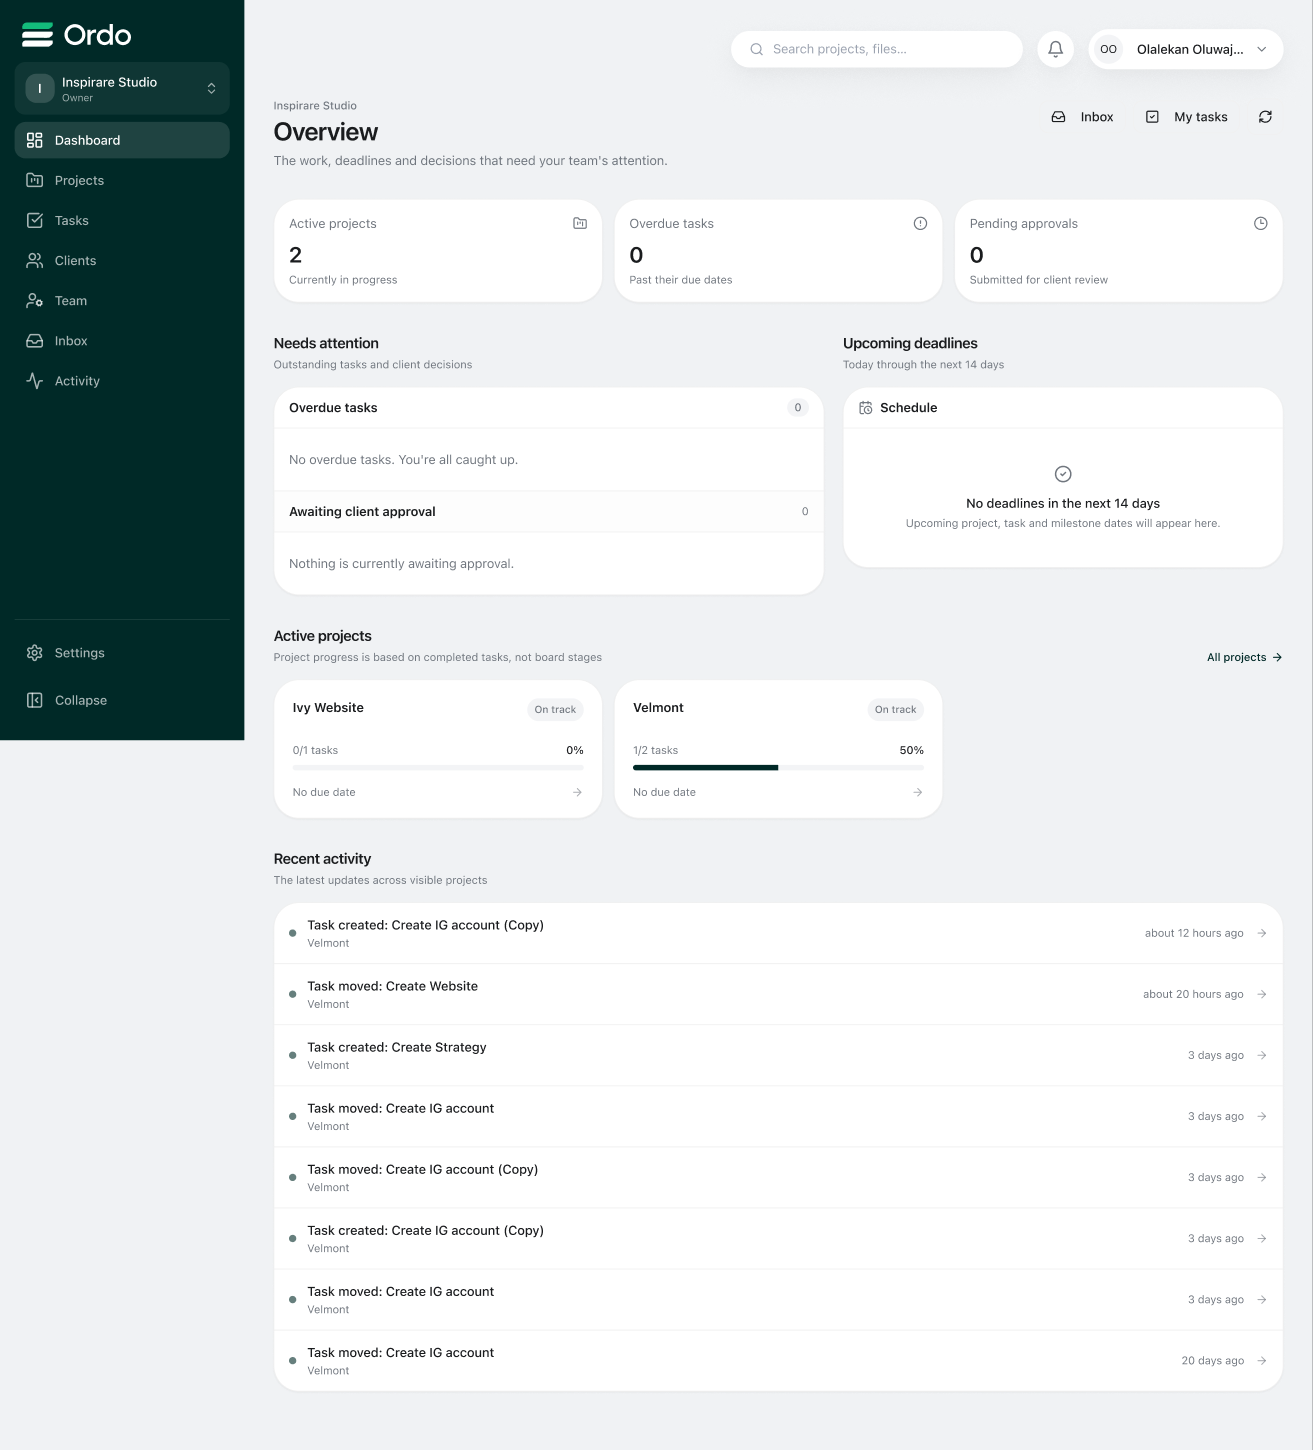 Ordo
I
Inspirare Studio
Owner
Dashboard
Projects
Tasks
Clients
Team
Inbox
Activity
Settings
Collapse
Search projects, files...
OO
Olalekan Oluwaj...
Inspirare Studio
Overview
The work, deadlines and decisions that need your team's attention.
Inbox
My tasks
Active projects
2
Currently in progress
Overdue tasks
0
Past their due dates
Pending approvals
0
Submitted for client review
Needs attention
Outstanding tasks and client decisions
Overdue tasks
0
No overdue tasks. You're all caught up.
Awaiting client approval
0
Nothing is currently awaiting approval.
Upcoming deadlines
Today through the next 14 days
Schedule
No deadlines in the next 14 days
Upcoming project, task and milestone dates will appear here.
Active projects
Project progress is based on completed tasks, not board stages
All projects
Ivy Website
On track
0/1 tasks
0%
No due date
Velmont
On track
1/2 tasks
50%
No due date
Recent activity
The latest updates across visible projects
Task created: Create IG account (Copy)
Velmont
about 12 hours ago
Task moved: Create Website
Velmont
about 20 hours ago
Task created: Create Strategy
Velmont
3 days ago
Task moved: Create IG account
Velmont
3 days ago
Task moved: Create IG account (Copy)
Velmont
3 days ago
Task created: Create IG account (Copy)
Velmont
3 days ago
Task moved: Create IG account
Velmont
3 days ago
Task moved: Create IG account
Velmont
20 days ago